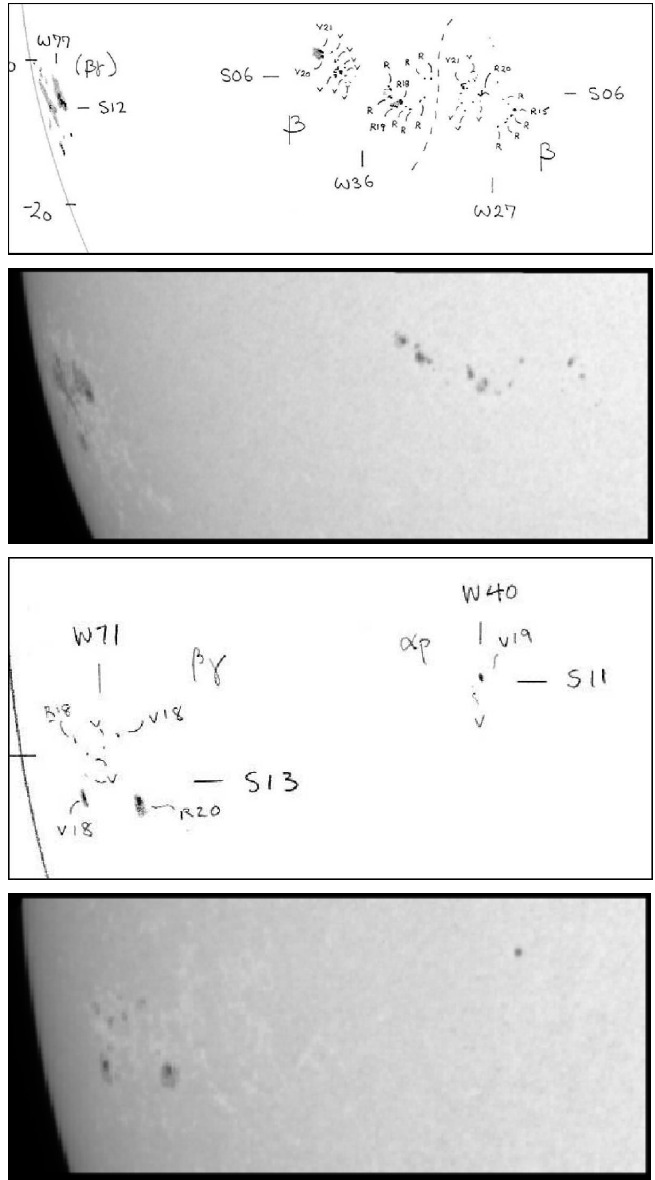 W77
(βγ)
S12
-20
V21
V
V
V
V
V20
V
V
V
V
S06 —
β
R
R
R
R
R18
R
R19
R
R
R
W36
V21
V
R20
V
V
V
R
R15
R
R
R
— S06
β
W27
W71
βγ
R18
V
V18
V
V18
R20
— S13
W40
αp
V19
V
— S11